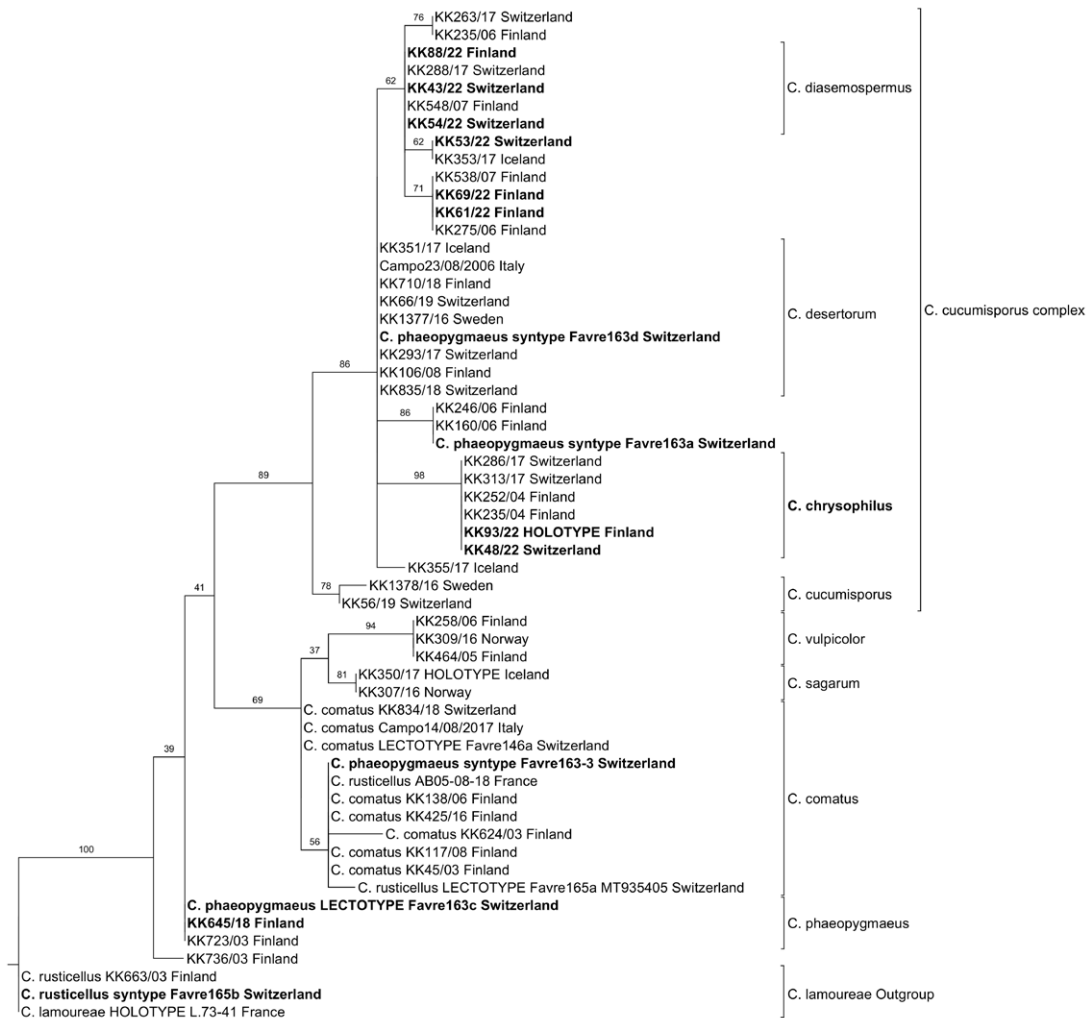 76
KK263/17 Switzerland
KK235/06 Finland
KK88/22 Finland
62
KK288/17 Switzerland
KK43/22 Switzerland
C. diasemospermus
KK548/07 Finland
KK54/22 Switzerland
62
KK53/22 Switzerland
KK353/17 Iceland
KK538/07 Finland
71
KK69/22 Finland
KK61/22 Finland
KK275/06 Finland
KK351/17 Iceland
Campo23/08/2006 Italy
KK710/18 Finland
KK66/19 Switzerland
C. desertorum
C. cucumisporus complex
KK1377/16 Sweden
C. phaeopygmaeus syntype Favre163d Switzerland
KK293/17 Switzerland
86
KK106/08 Finland
KK835/18 Switzerland
KK246/06 Finland
86
KK160/06 Finland
C. phaeopygmaeus syntype Favre163a Switzerland
KK286/17 Switzerland
98
KK313/17 Switzerland
89
KK252/04 Finland
C. chrysophilus
KK235/04 Finland
KK93/22 HOLOTYPE Finland
KK48/22 Switzerland
KK355/17 Iceland
41
78
KK1378/16 Sweden
C. cucumisporus
KK56/19 Switzerland
KK258/06 Finland
94
KK309/16 Norway
C. vulpicolor
37
KK464/05 Finland
81
KK350/17 HOLOTYPE Iceland
C. sagarum
KK307/16 Norway
69
C. comatus KK834/18 Switzerland
C. comatus Campo14/08/2017 Italy
C. comatus LECTOTYPE Favre146a Switzerland
39
C. phaeopygmaeus syntype Favre163-3 Switzerland
C. rusticellus AB05-08-18 France
C. comatus KK138/06 Finland
C. comatus
C. comatus KK425/16 Finland
C. comatus KK624/03 Finland
56
C. comatus KK117/08 Finland
100
C. comatus KK45/03 Finland
C. rusticellus LECTOTYPE Favre165a MT935405 Switzerland
C. phaeopygmaeus LECTOTYPE Favre163c Switzerland
KK645/18 Finland
C. phaeopygmaeus
KK723/03 Finland
KK736/03 Finland
C. rusticellus KK663/03 Finland
C. rusticellus syntype Favre165b Switzerland
C. lamoureae Outgroup
C. lamoureae HOLOTYPE L.73-41 France